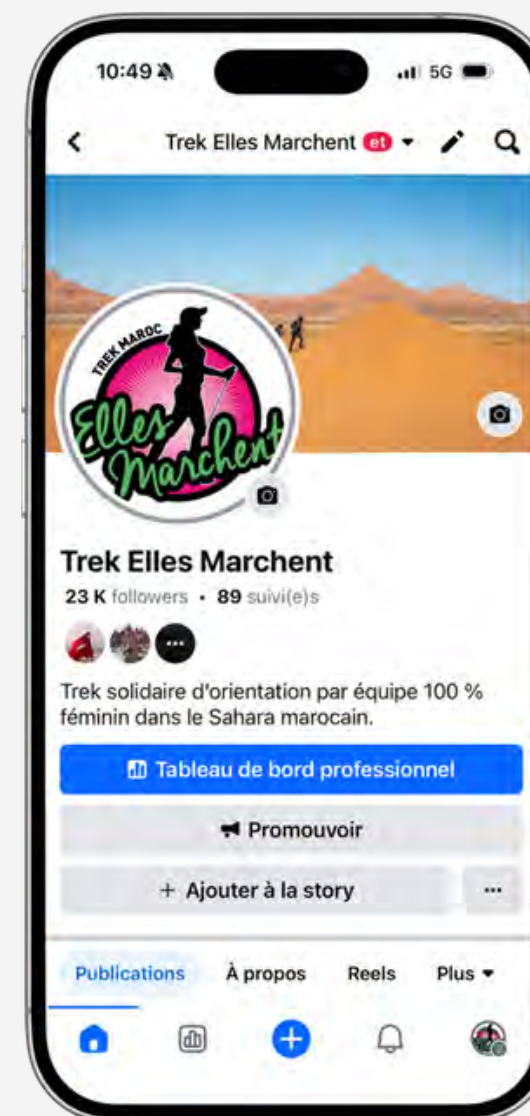 10:49
5G
Trek Elles Marchent et
TREK MAROC
Elles
Marchent
Trek Elles Marchent
23 K followers • 89 suivi(e)s
Trek solidaire d'orientation par équipe 100 %
féminin dans le Sahara marocain.
Tableau de bord professionnel
Promouvoir
+ Ajouter à la story
Publications À propos Reels Plus